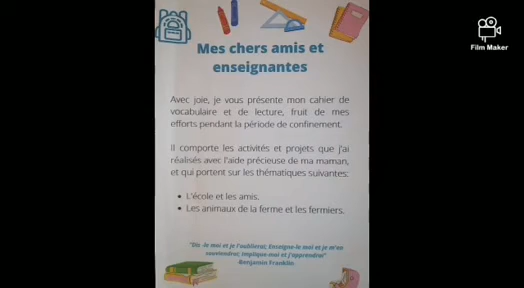 Film Maker
Mes chers amis et
enseignantes
Avec joie, je vous présente mon cahier de
vocabulaire et de lecture, fruit de mes
efforts pendant la période de confinement.
Il comporte les activités et projets que j'ai
réalisés avec l'aide précieuse de ma maman,
et qui portent sur les thématiques suivantes:
L'école et les amis.
Les animaux de la ferme et les fermiers.
"Dis -le moi et je l'oublierai; Enseigne-le moi et je m'en
souviendrai; Implique-moi et j'apprendrai"
Benjamin Franklin